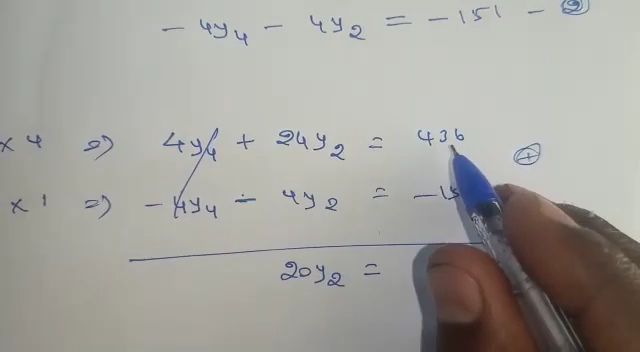 - 4y4 - 4y2 = -151 - ②
x 4 => 4y4 + 24y2 = 436 ⊕
x 1 => -4y4 - 4y2 = -15
20y2 =